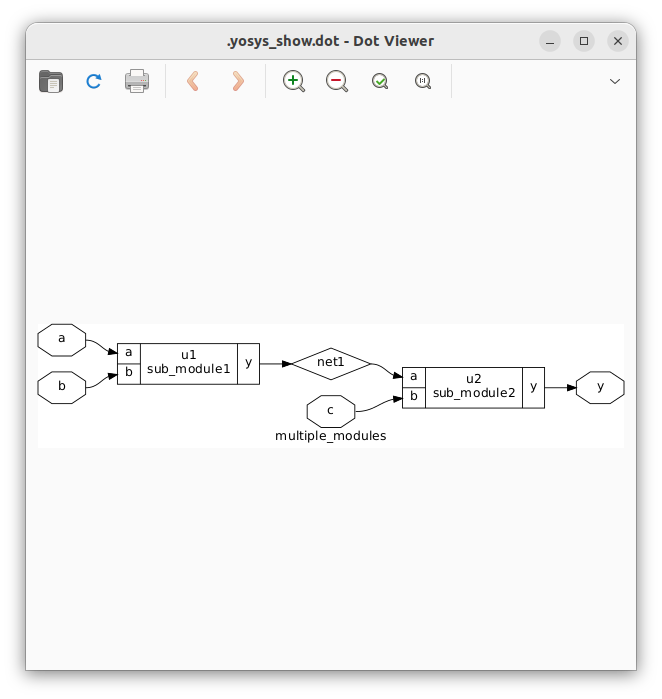 .yosys_show.dot - Dot Viewer
a
b
a
b
u1
sub_module1
y
net1
c
a
b
u2
sub_module2
y
y
multiple_modules